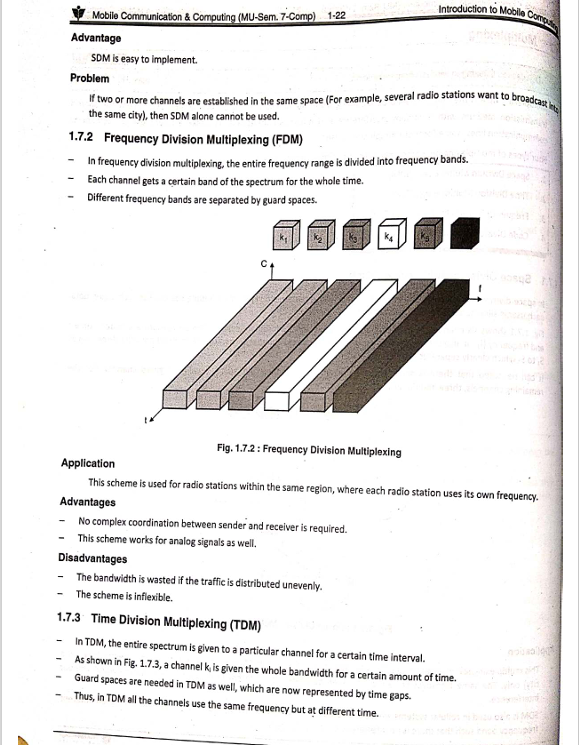 Mobile Communication & Computing (MU-Sem. 7-Comp) 1-22 Introduction to Mobile Computing
Advantage
SDM is easy to implement.
Problem
If two or more channels are established in the same space (For example, several radio stations want to broadcast into
the same city), then SDM alone cannot be used.
1.7.2 Frequency Division Multiplexing (FDM)
– In frequency division multiplexing, the entire frequency range is divided into frequency bands.
– Each channel gets a certain band of the spectrum for the whole time.
– Different frequency bands are separated by guard spaces.
k1 k2 k3 k4 k5
C
f
t
Fig. 1.7.2 : Frequency Division Multiplexing
Application
This scheme is used for radio stations within the same region, where each radio station uses its own frequency.
Advantages
– No complex coordination between sender and receiver is required.
– This scheme works for analog signals as well.
Disadvantages
– The bandwidth is wasted if the traffic is distributed unevenly.
– The scheme is inflexible.
1.7.3 Time Division Multiplexing (TDM)
– In TDM, the entire spectrum is given to a particular channel for a certain time interval.
– As shown in Fig. 1.7.3, a channel ki is given the whole bandwidth for a certain amount of time.
– Guard spaces are needed in TDM as well, which are now represented by time gaps.
– Thus, in TDM all the channels use the same frequency but at different time.